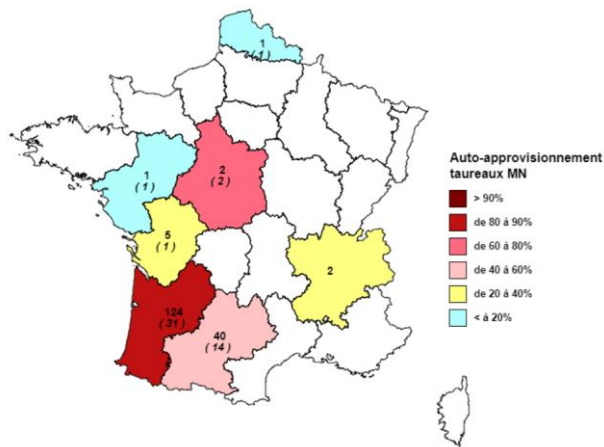 1
( 1 )
1
( 1 )
2
( 2 )
5
( 1 )
2
124
( 31 )
40
( 14 )
Auto-approvisionnement
taureaux MN
> 90%
de 80 à 90%
de 60 à 80%
de 40 à 60%
de 20 à 40%
< à 20%